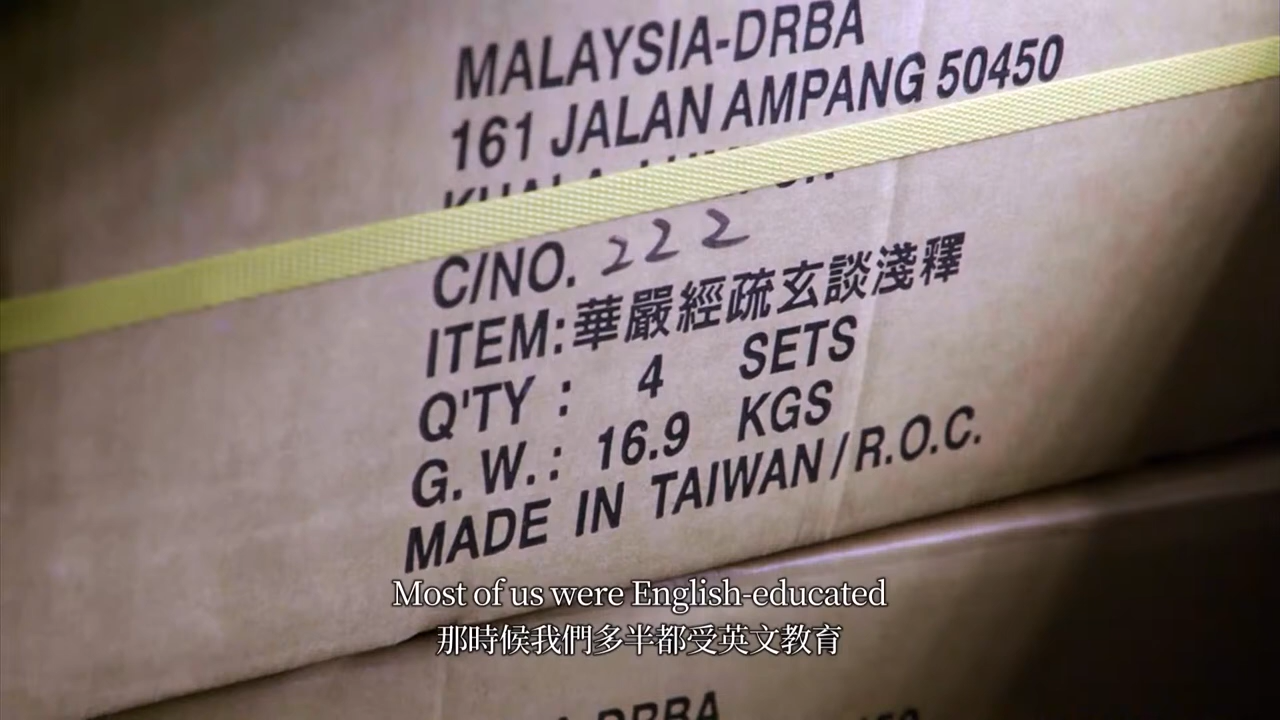 MALAYSIA-DRBA
161 JALAN AMPANG 50450
C/NO. 222
ITEM:華嚴經疏玄談淺釋
Q'TY : 4 SETS
G. W.: 16.9 KGS
MADE IN TAIWAN/R.O.C.
Most of us were English-educated
那時候我們多半都受英文教育
DRBA